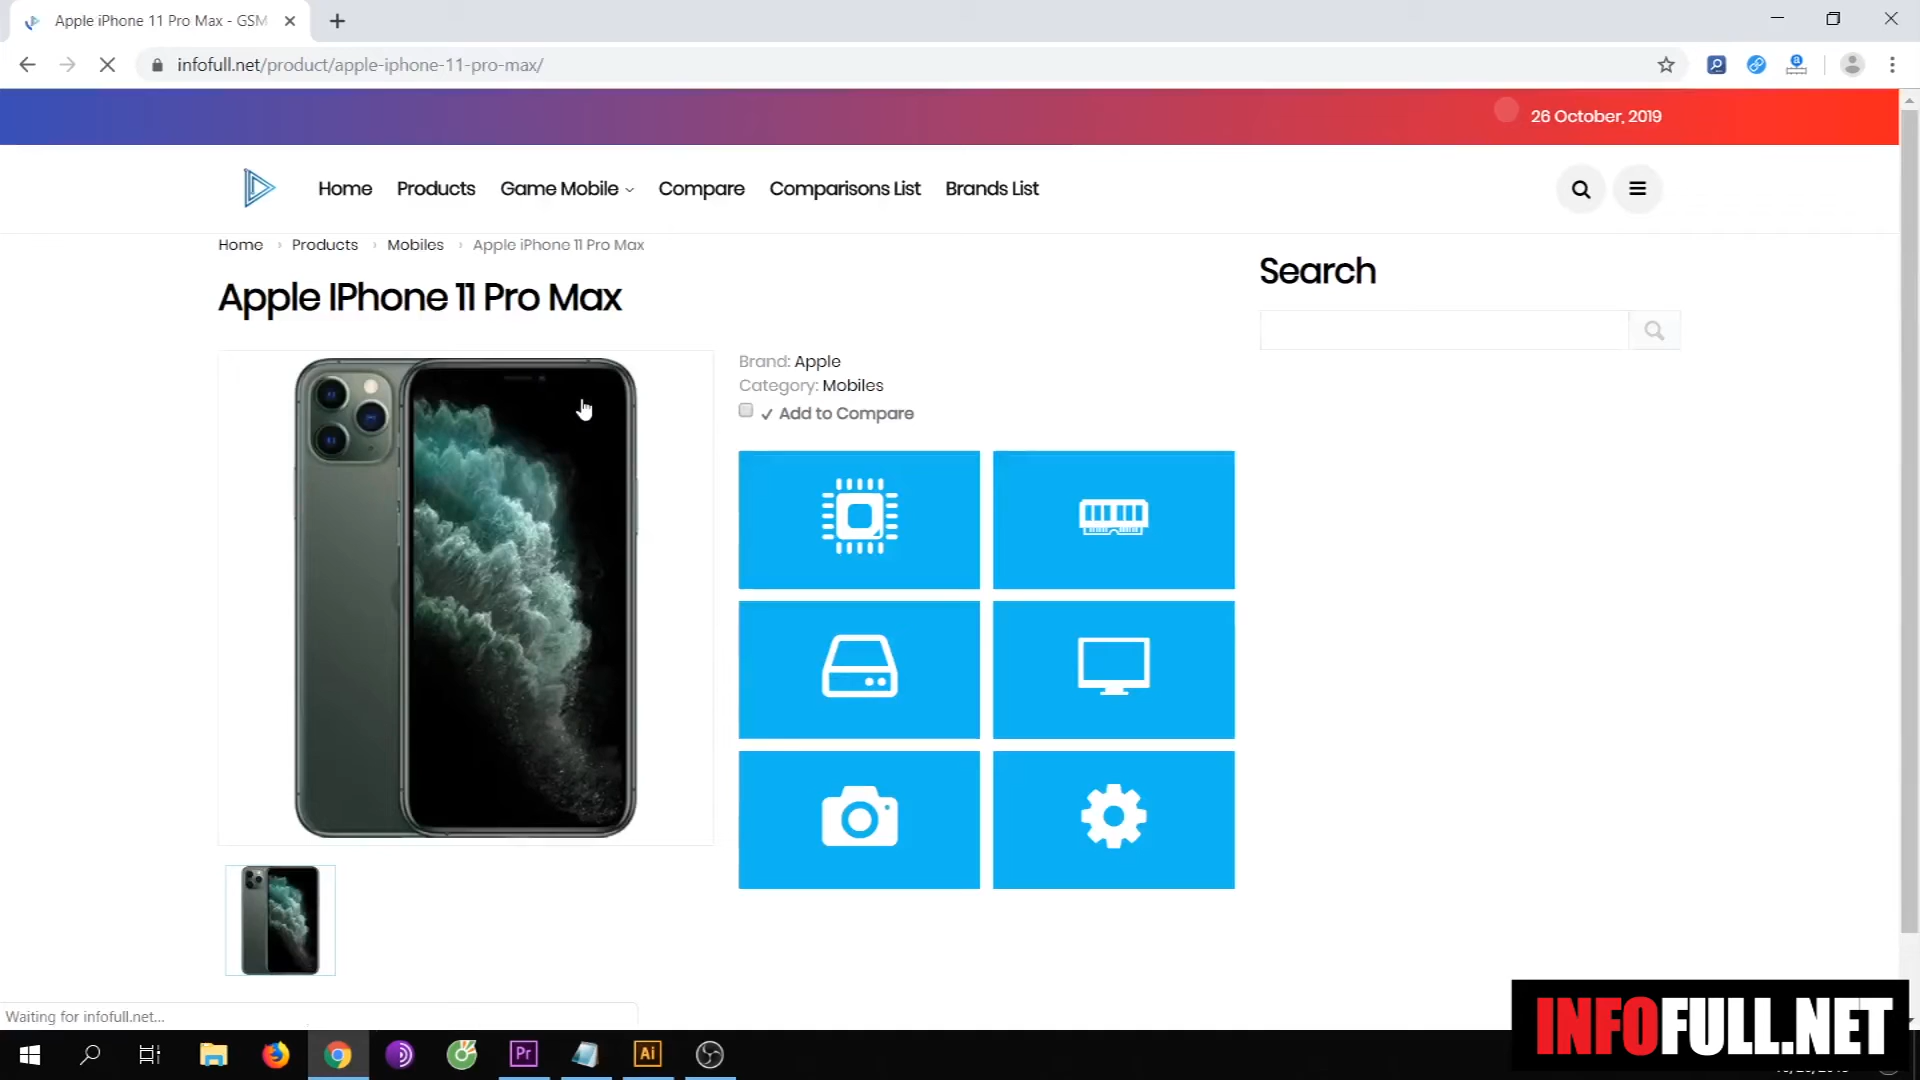 Apple iPhone 11 Pro Max - GSM
infofull.net/product/apple-iphone-11-pro-max/
26 October, 2019
Home Products Game Mobile Compare Comparisons List Brands List
Home › Products › Mobiles › Apple iPhone 11 Pro Max
Apple IPhone 11 Pro Max
Search
Brand: Apple
Category: Mobiles
✓ Add to Compare
Waiting for infofull.net...
Pr
Ai
INFOFULL.NET